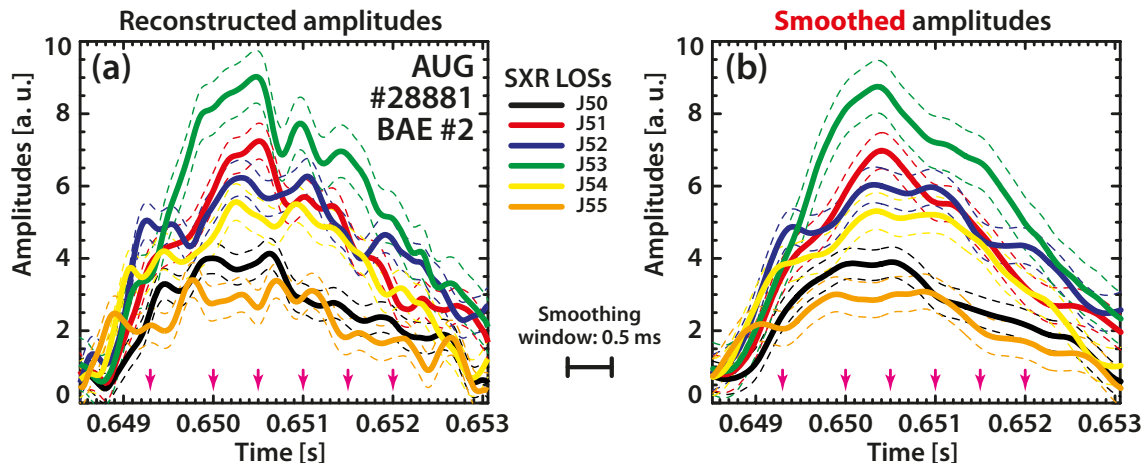 Reconstructed amplitudes
Smoothed amplitudes
(a)
AUG
#28881
BAE #2
Amplitudes [a. u.]
10
8
6
4
2
0
0.649
0.650
0.651
0.652
0.653
Time [s]
SXR LOSs
J50
J51
J52
J53
J54
J55
Smoothing
window: 0.5 ms
(b)
Amplitudes [a. u.]
10
8
6
4
2
0
0.649
0.650
0.651
0.652
0.653
Time [s]